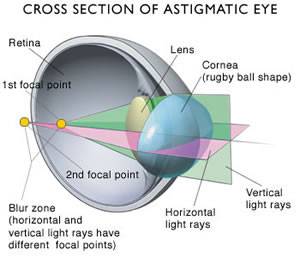 CROSS SECTION OF ASTIGMATIC EYE
Retina
Lens
Cornea
(rugby ball shape)
1st focal point
2nd focal point
Vertical
light rays
Horizontal
light rays
Blur zone
(horizontal and
vertical light rays have
different focal points)